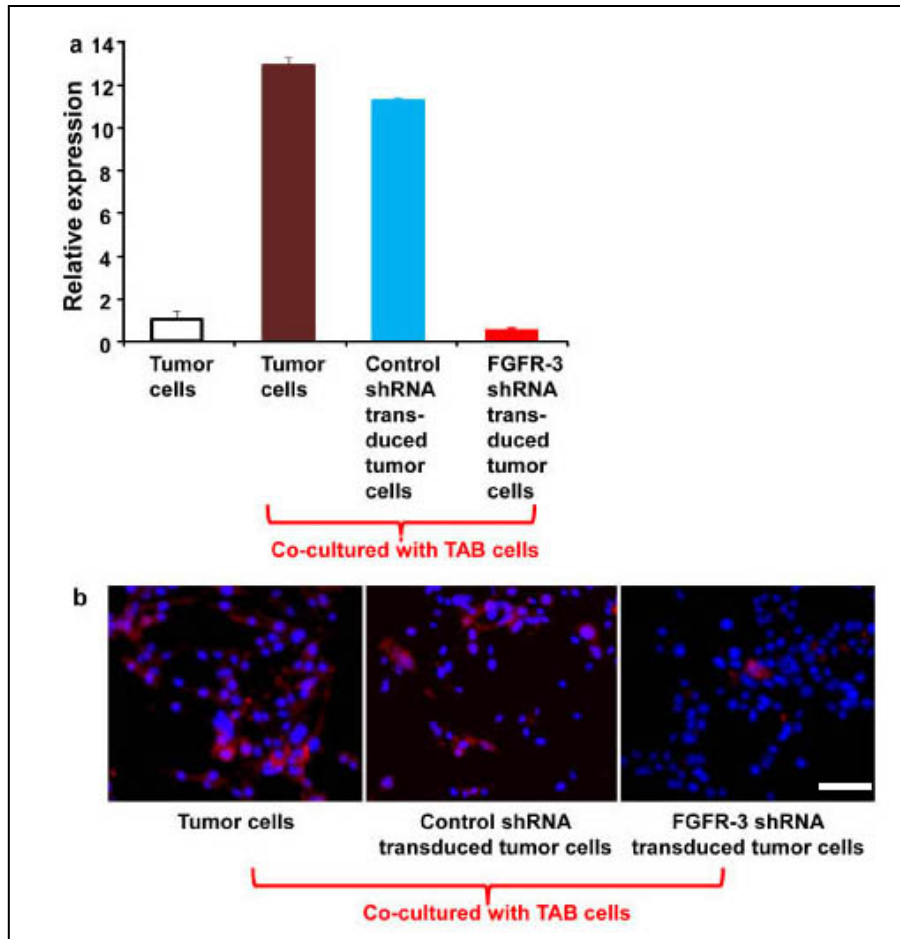 a
Relative expression
14
12
10
8
6
4
2
0
Tumor
cells
Tumor
cells
Control
shRNA
trans-
duced
tumor
cells
FGFR-3
shRNA
trans-
duced
tumor
cells
Co-cultured with TAB cells
b
Tumor cells
Control shRNA
transduced tumor cells
FGFR-3 shRNA
transduced tumor cells
Co-cultured with TAB cells